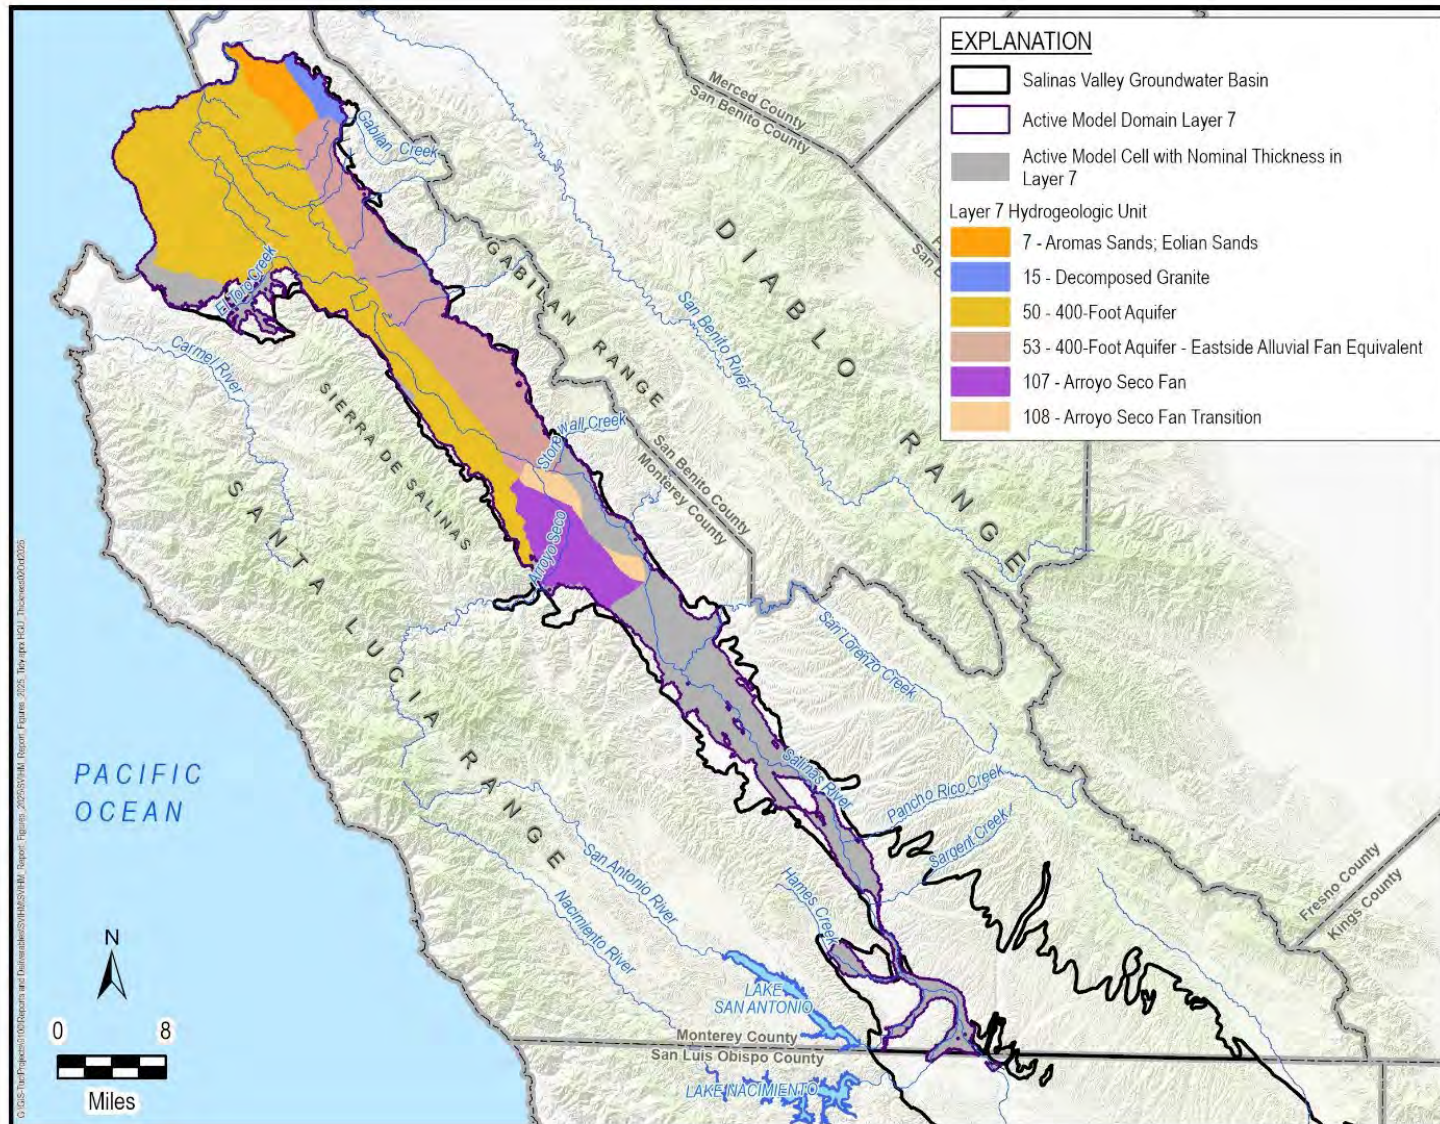 EXPLANATION
Salinas Valley Groundwater Basin
Active Model Domain Layer 7
Active Model Cell with Nominal Thickness in
Layer 7
Layer 7 Hydrogeologic Unit
7 - Aromas Sands; Eolian Sands
15 - Decomposed Granite
50 - 400-Foot Aquifer
53 - 400-Foot Aquifer - Eastside Alluvial Fan Equivalent
107 - Arroyo Seco Fan
108 - Arroyo Seco Fan Transition
Merced County
San Benito County
Gabilan Creek
DIABLO RANGE
GABILAN RANGE
San Benito River
El Toro Creek
Carmel River
SIERRA DE SALINAS
SANTA LUCIA RANGE
Stonewall Creek
San Benito County
Monterey County
Arroyo Seco
San Lorenzo Creek
PACIFIC
OCEAN
Salinas River
Pancho Rico Creek
Sargent Creek
San Antonio River
Nacimiento River
Hames Creek
Fresno County
Kings County
LAKE
SAN ANTONIO
Monterey County
San Luis Obispo County
LAKE NACIMIENTO
N
0 8
Miles